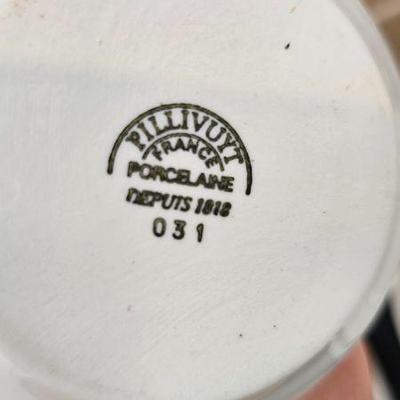 PILLIVUYT
FRANCE
PORCELAINE
DEPUIS 1818
031